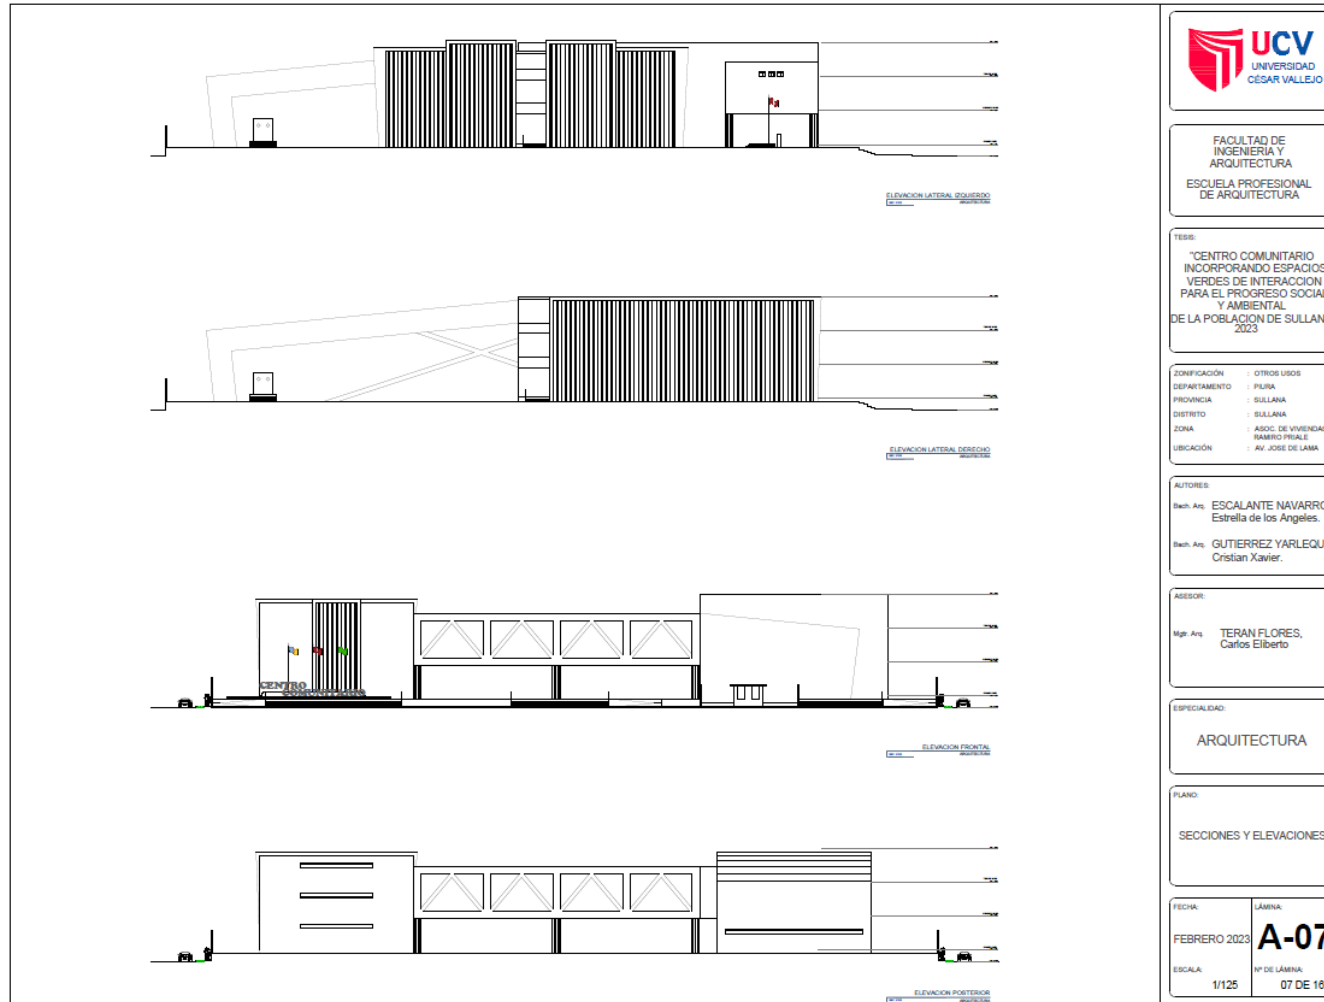 ELEVACION LATERAL IZQUIERDO
ARQUITECTURA
ELEVACION LATERAL DERECHO
ARQUITECTURA
CENTRO
COMUNITARIO
ELEVACION FRONTAL
ARQUITECTURA
ELEVACION POSTERIOR
UCV
UNIVERSIDAD
CÉSAR VALLEJO
FACULTAD DE
INGENIERIA Y
ARQUITECTURA
ESCUELA PROFESIONAL
DE ARQUITECTURA
TESIS:
"CENTRO COMUNITARIO
INCORPORANDO ESPACIOS
VERDES DE INTERACCION
PARA EL PROGRESO SOCIAL
Y AMBIENTAL
DE LA POBLACION DE SULLAN
2023
ZONIFICACIÓN : OTROS USOS
DEPARTAMENTO : PIURA
PROVINCIA : SULLANA
DISTRITO : SULLANA
ZONA : ASOC. DE VIVIENDAS
RAMIRO PRIALE
UBICACIÓN : AV. JOSE DE LAMA
AUTORES:
Bach. Arq. ESCALANTE NAVARRO
Estrella de los Angeles.
Bach. Arq. GUTIERREZ YARLEQU
Cristian Xavier.
ASESOR:
Mgtr. Arq. TERAN FLORES,
Carlos Eliberto
ESPECIALIDAD:
ARQUITECTURA
PLANO:
SECCIONES Y ELEVACIONES
FECHA:
FEBRERO 2023
LÁMINA:
A-07
ESCALA:
1/125
Nº DE LÁMINA:
07 DE 16